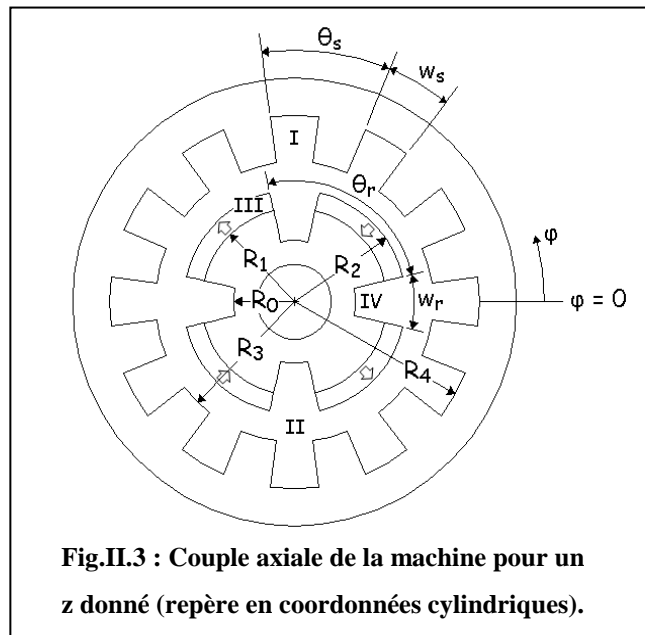 θs
ws
I
θr
III
φ
R1
R2
R0
IV
wr
φ = 0
R3
R4
II
Fig.II.3 : Couple axiale de la machine pour un
z donné (repère en coordonnées cylindriques).